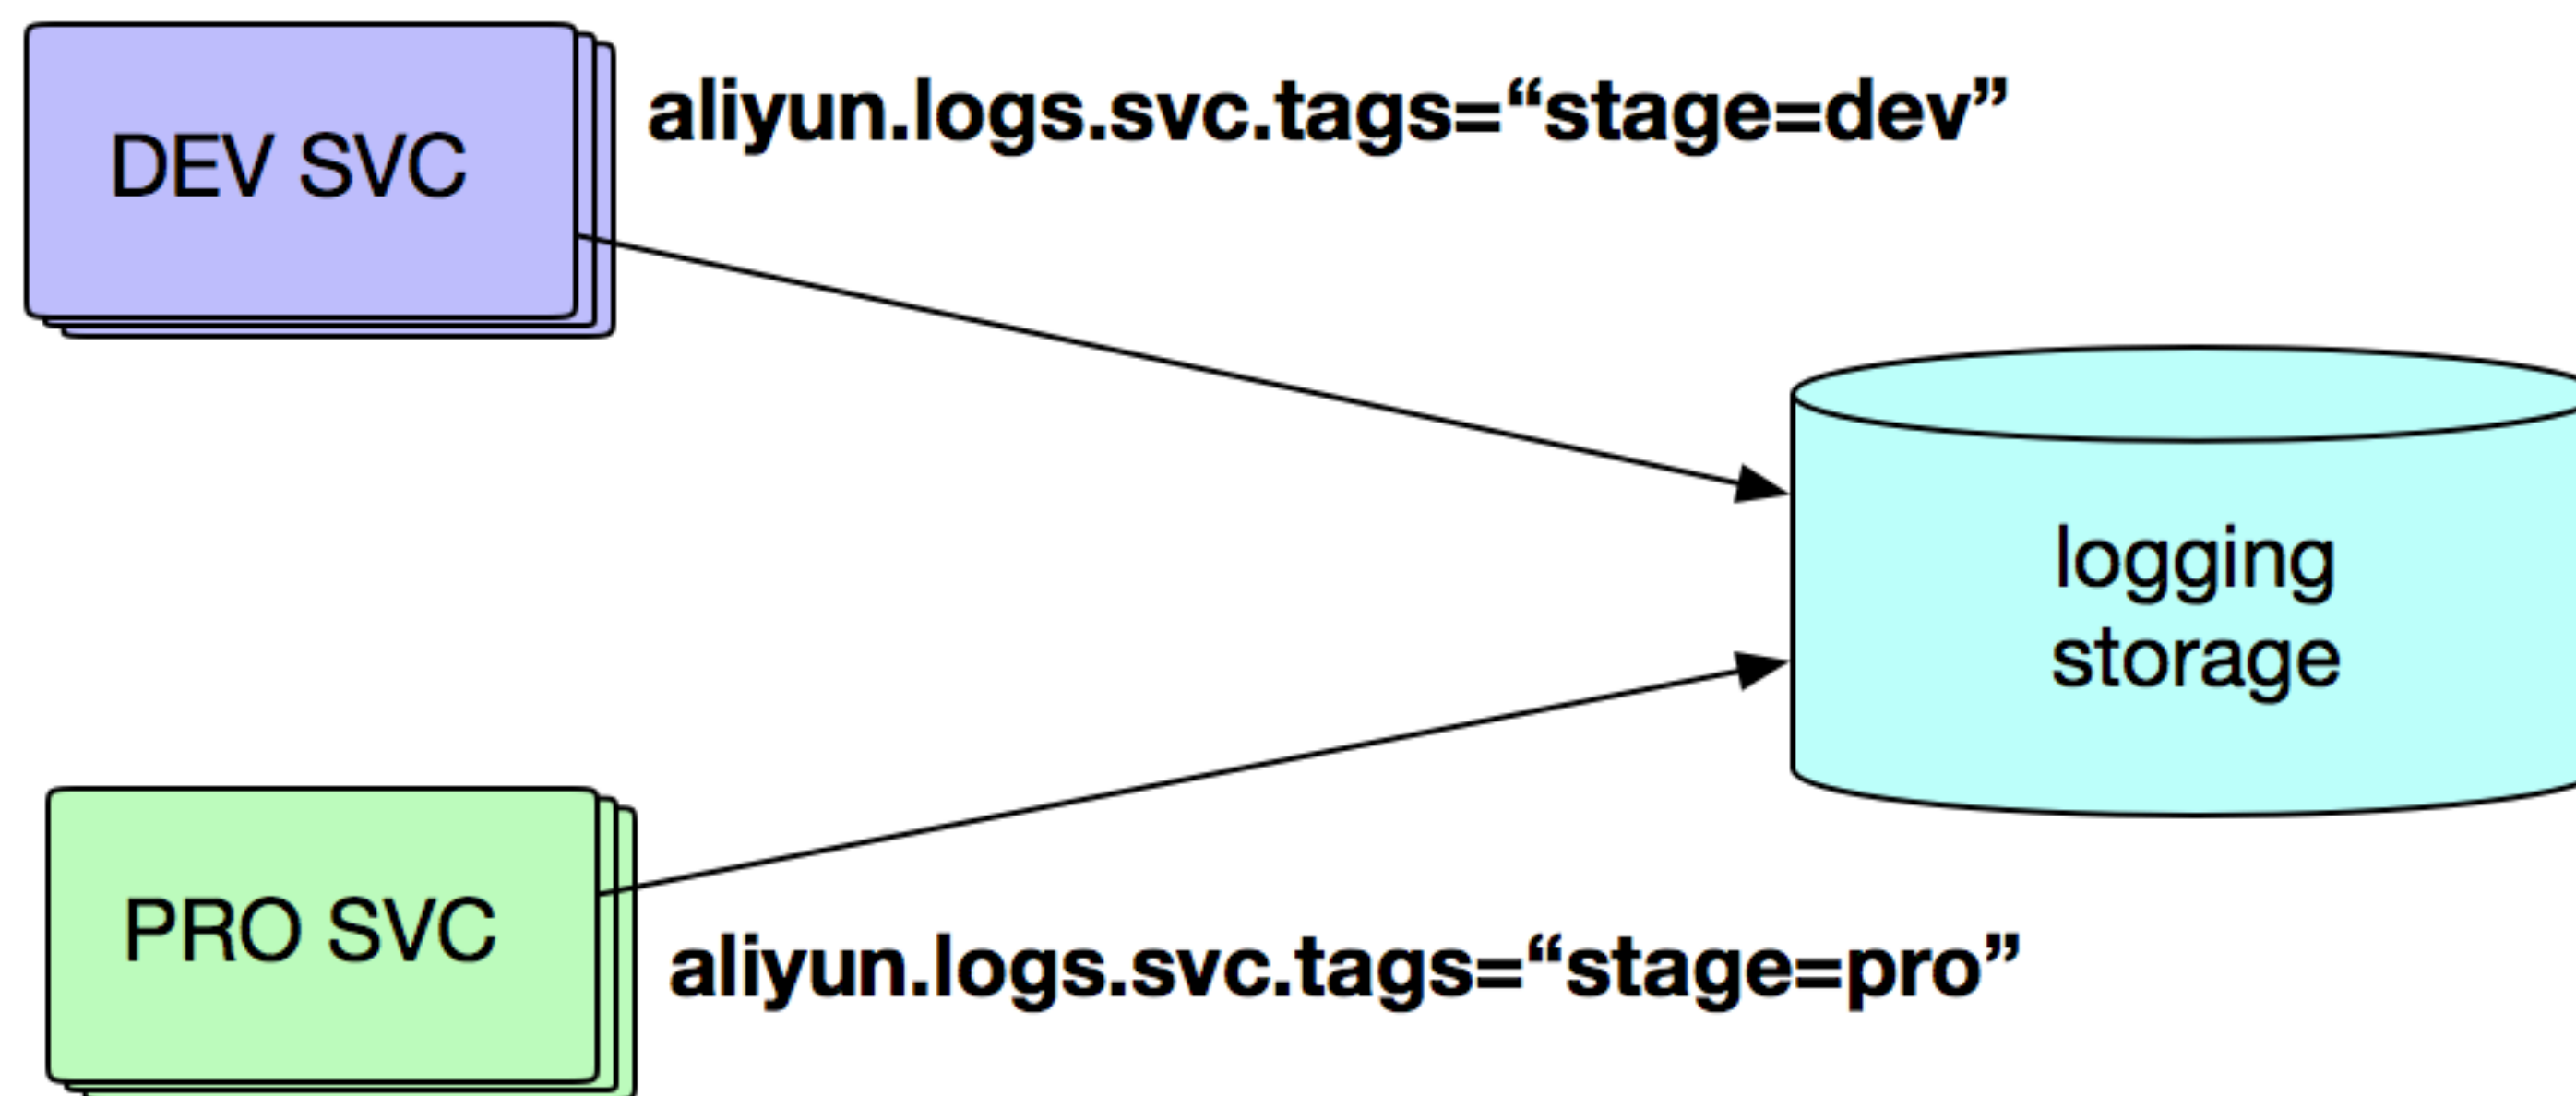 DEV SVC
aliyun.logs.svc.tags=“stage=dev”
logging
storage
PRO SVC
aliyun.logs.svc.tags=“stage=pro”